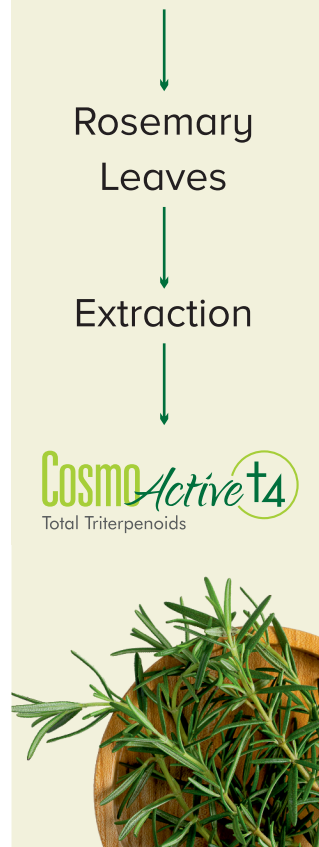 Rosemary
Leaves
Extraction
CosmoActive t4
Total Triterpenoids